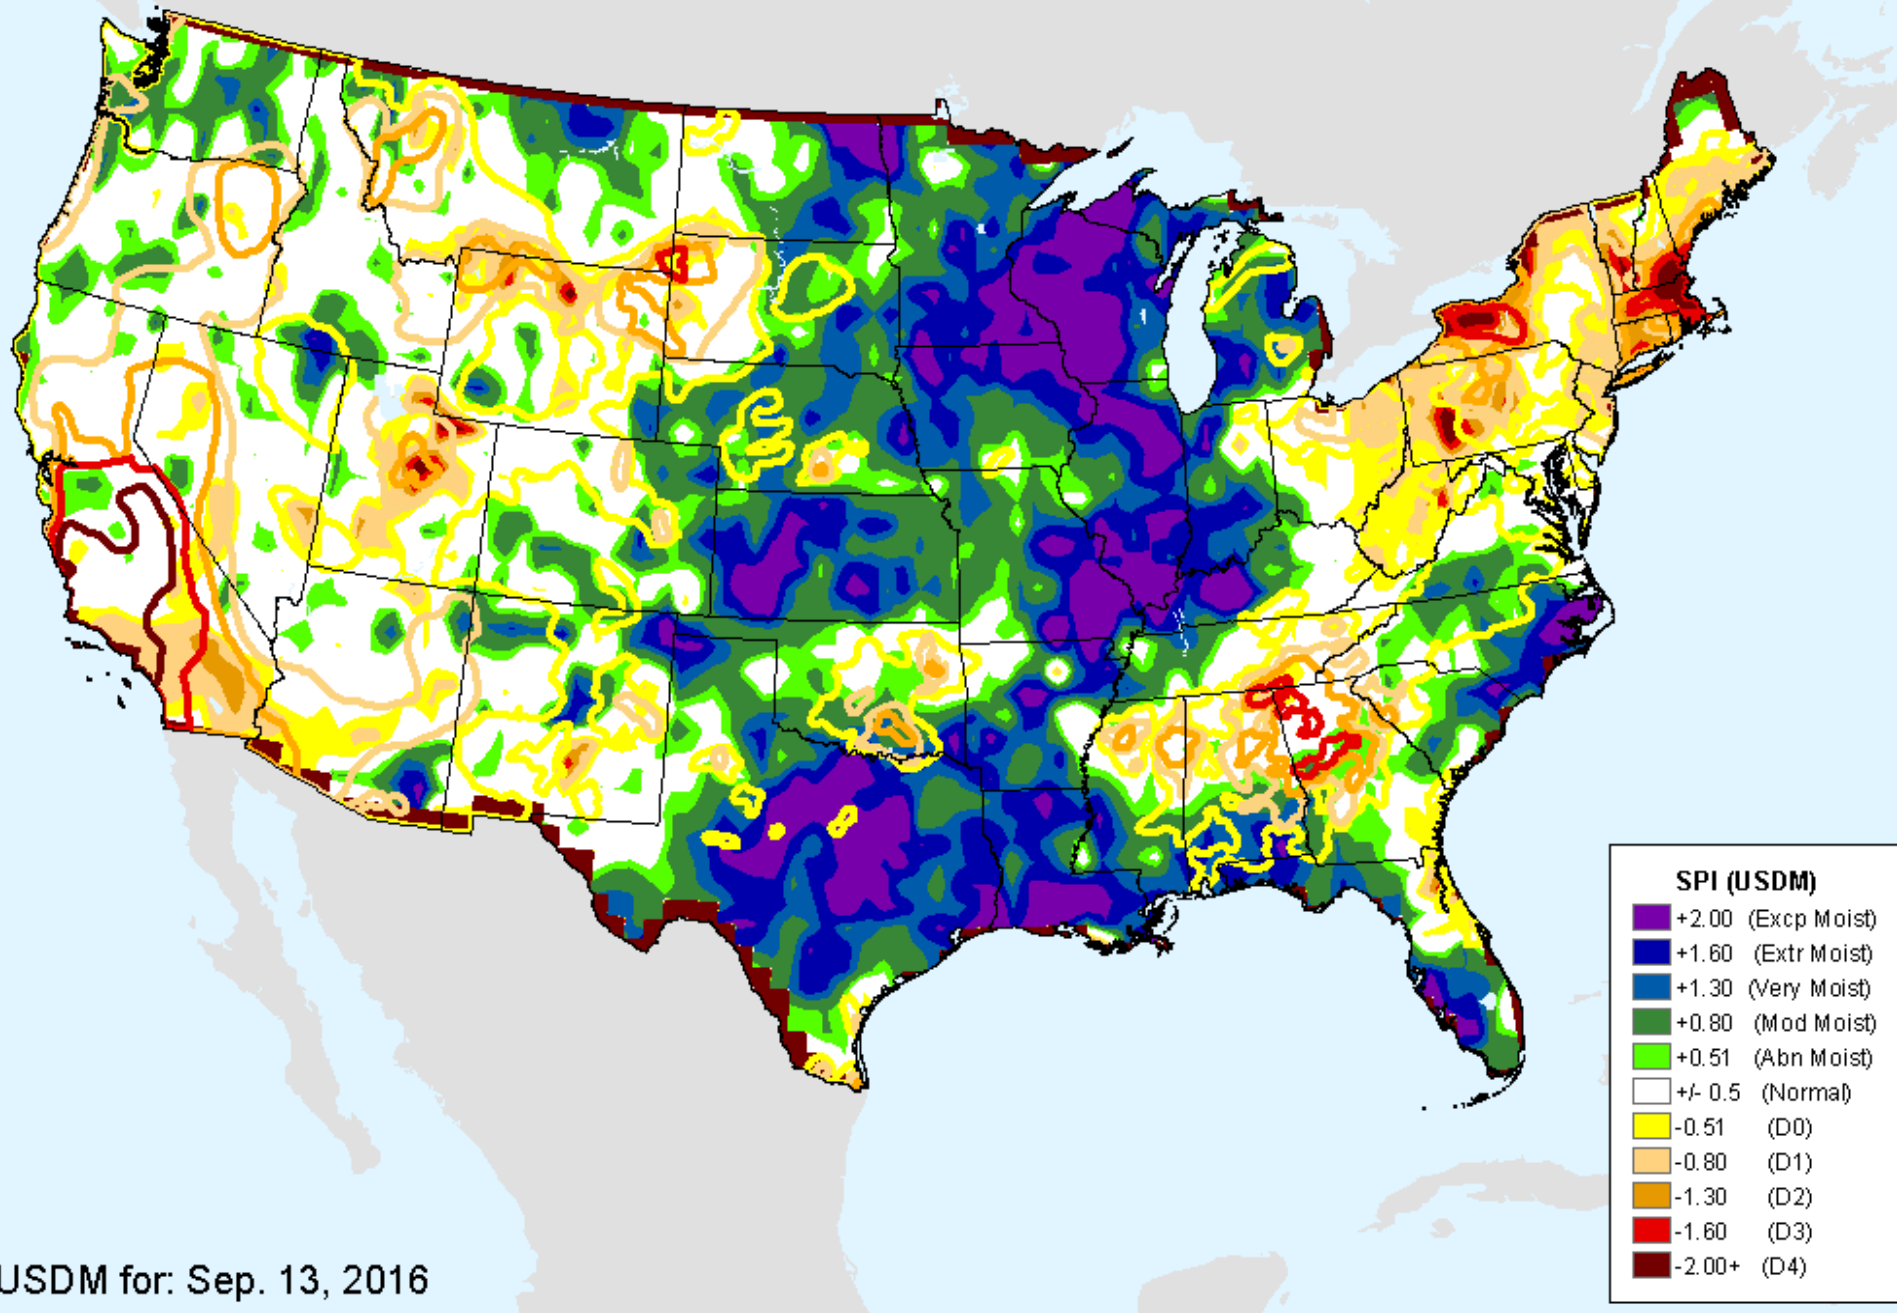 SPI (USDM)
+2.00 (Excp Moist)
+1.60 (Extr Moist)
+1.30 (Very Moist)
+0.80 (Mod Moist)
+0.51 (Abn Moist)
+/- 0.5 (Normal)
-0.51 (D0)
-0.80 (D1)
-1.30 (D2)
-1.60 (D3)
-2.00+ (D4)
USDM for: Sep. 13, 2016